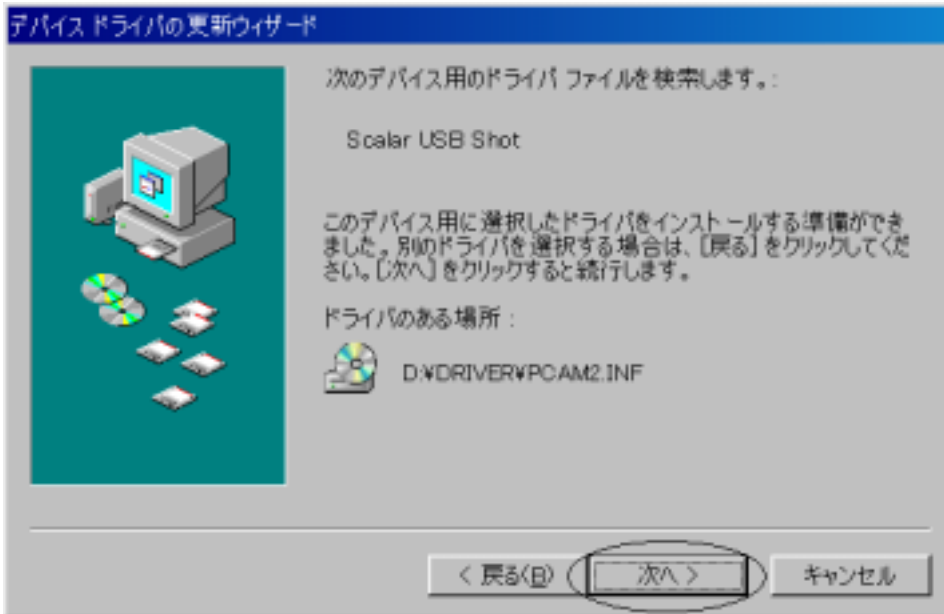 デバイス ドライバの更新ウィザード
次のデバイス用のドライバ ファイルを検索します。:
Scalar USB Shot
このデバイス用に選択したドライバをインストールする準備ができ
ました。別のドライバを選択する場合は、[戻る] をクリックしてくだ
さい。[次へ] をクリックすると続行します。
ドライバのある場所 :
D:¥DRIVER¥PCAM2.INF
< 戻る(B)
次へ >
キャンセル